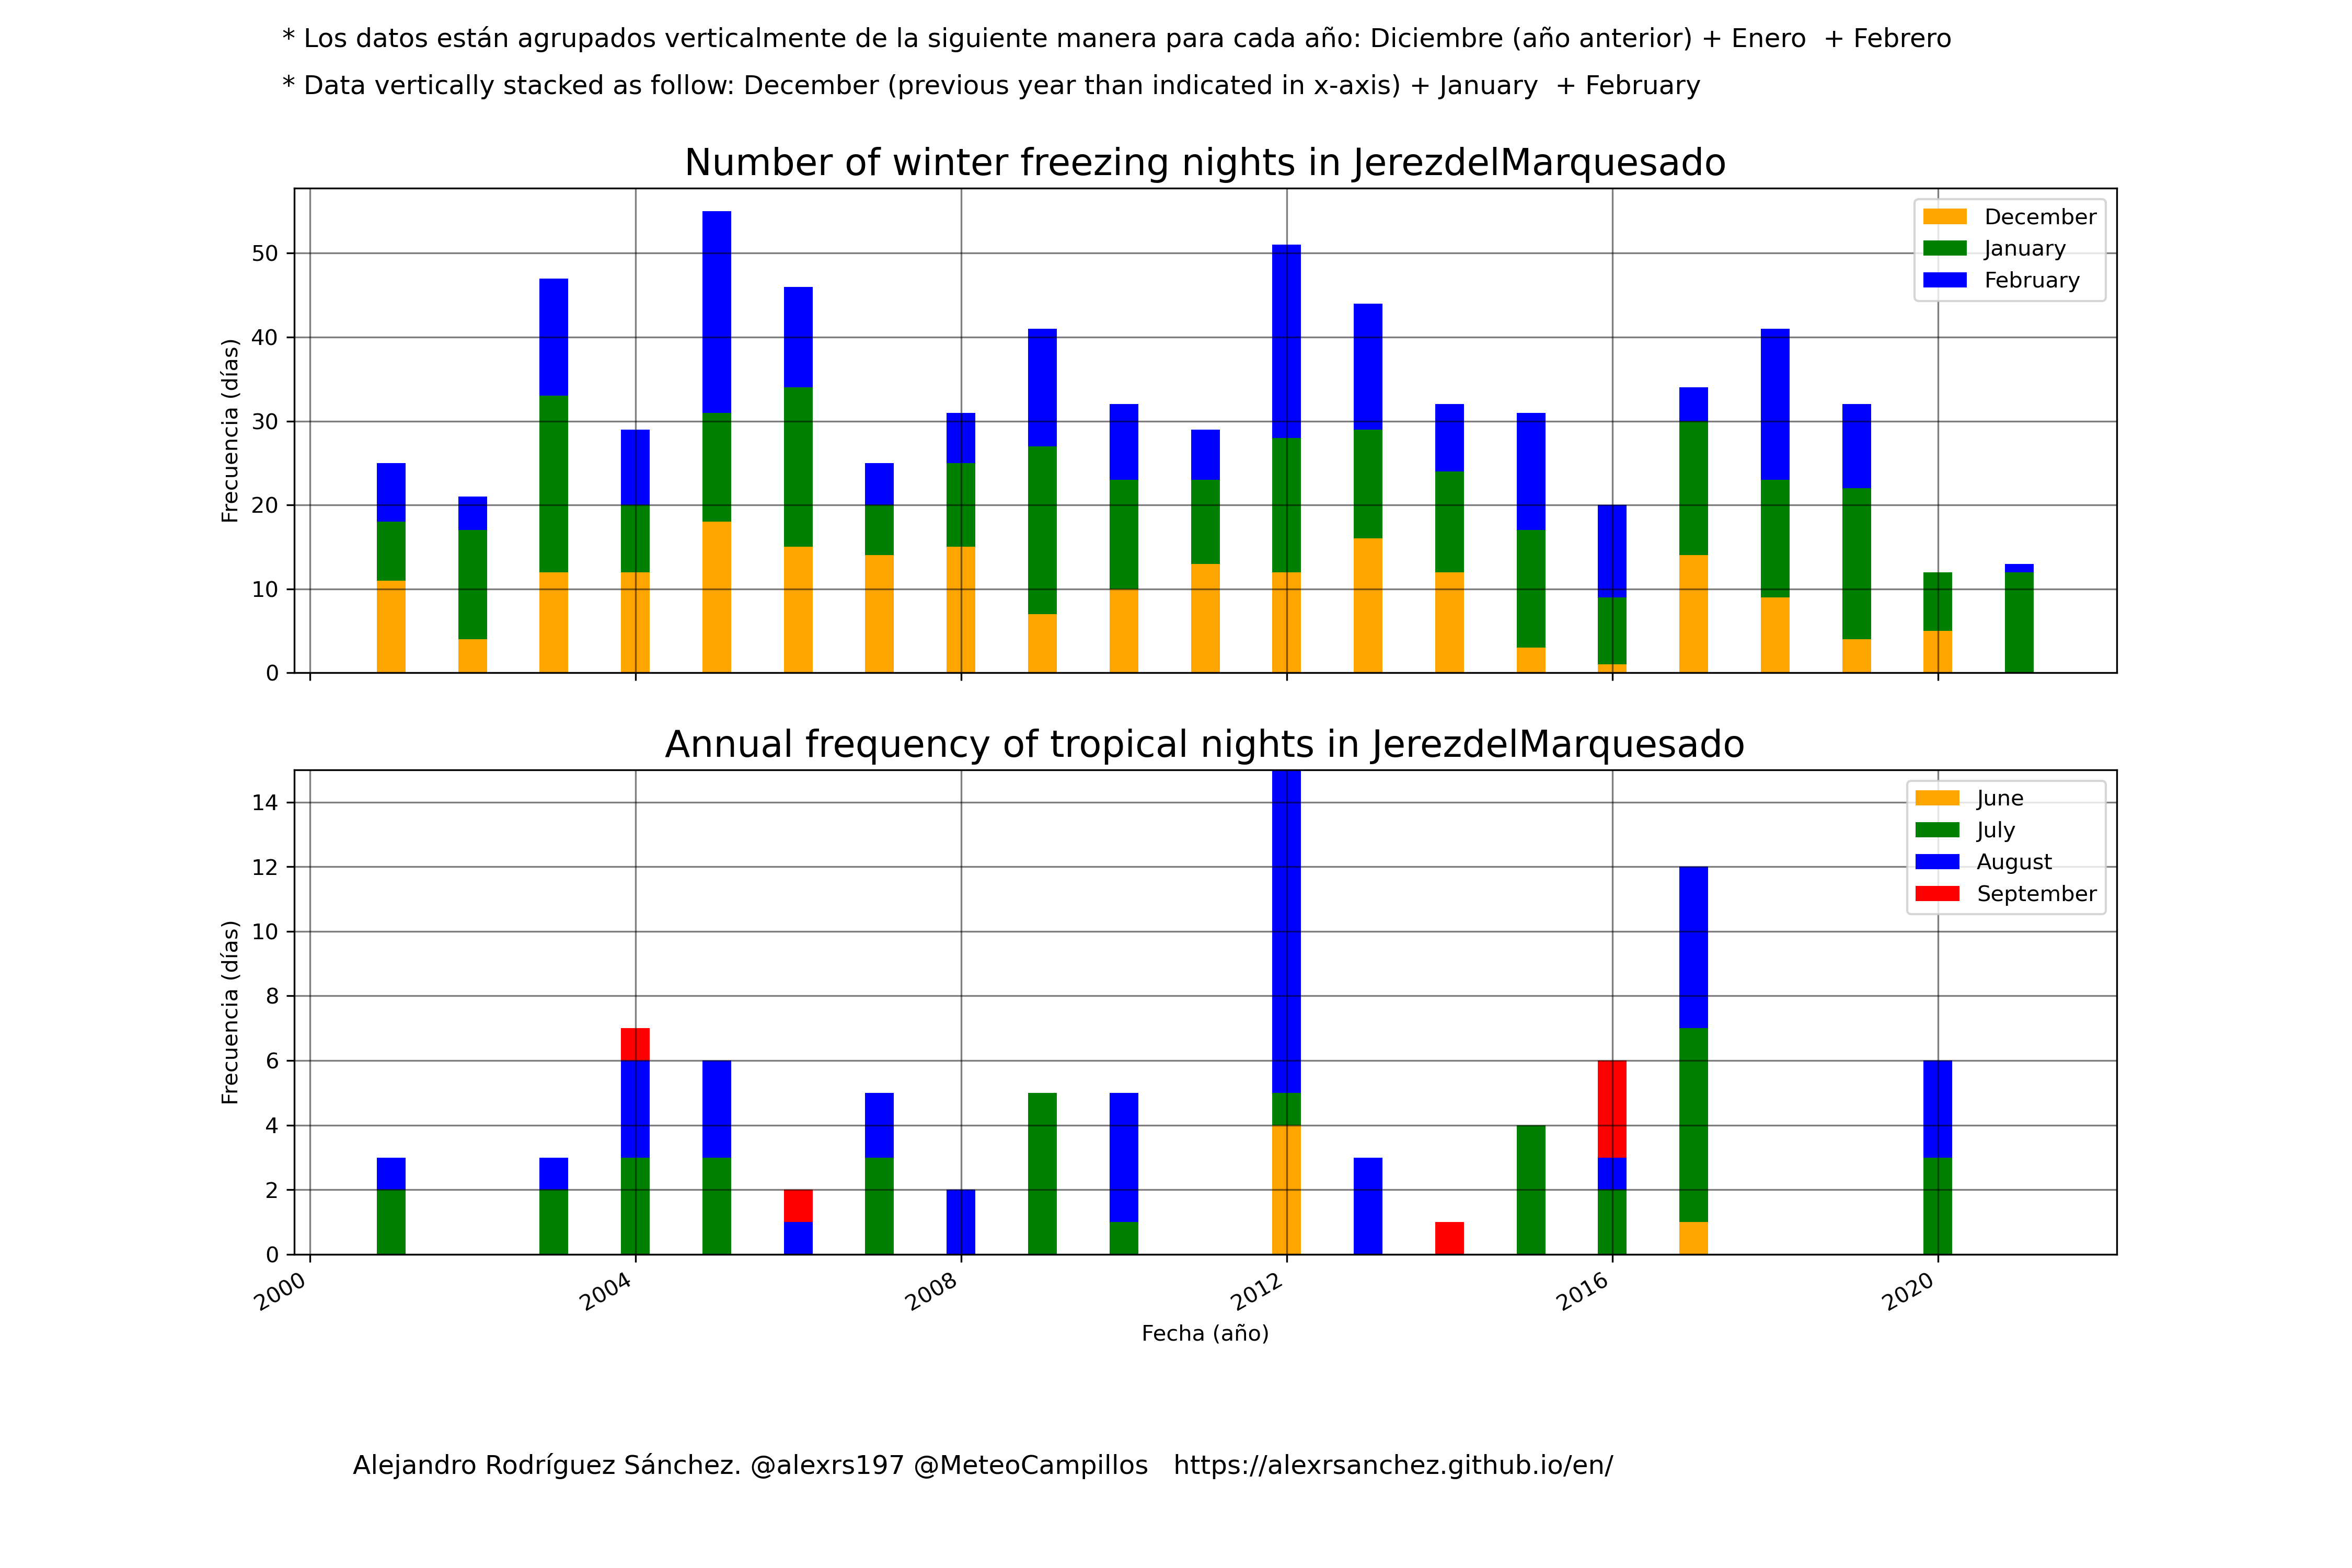 * Los datos están agrupados verticalmente de la siguiente manera para cada año: Diciembre (año anterior) + Enero  + Febrero
* Data vertically stacked as follow: December (previous year than indicated in x-axis) + January  + February
Number of winter freezing nights in JerezdelMarquesado
Frecuencia (días)
50
40
30
20
10
0
December
January
February
Annual frequency of tropical nights in JerezdelMarquesado
Frecuencia (días)
14
12
10
8
6
4
2
0
June
July
August
September
2000
2004
2008
2012
2016
2020
Fecha (año)
Alejandro Rodríguez Sánchez. @alexrs197 @MeteoCampillos   https://alexrsanchez.github.io/en/